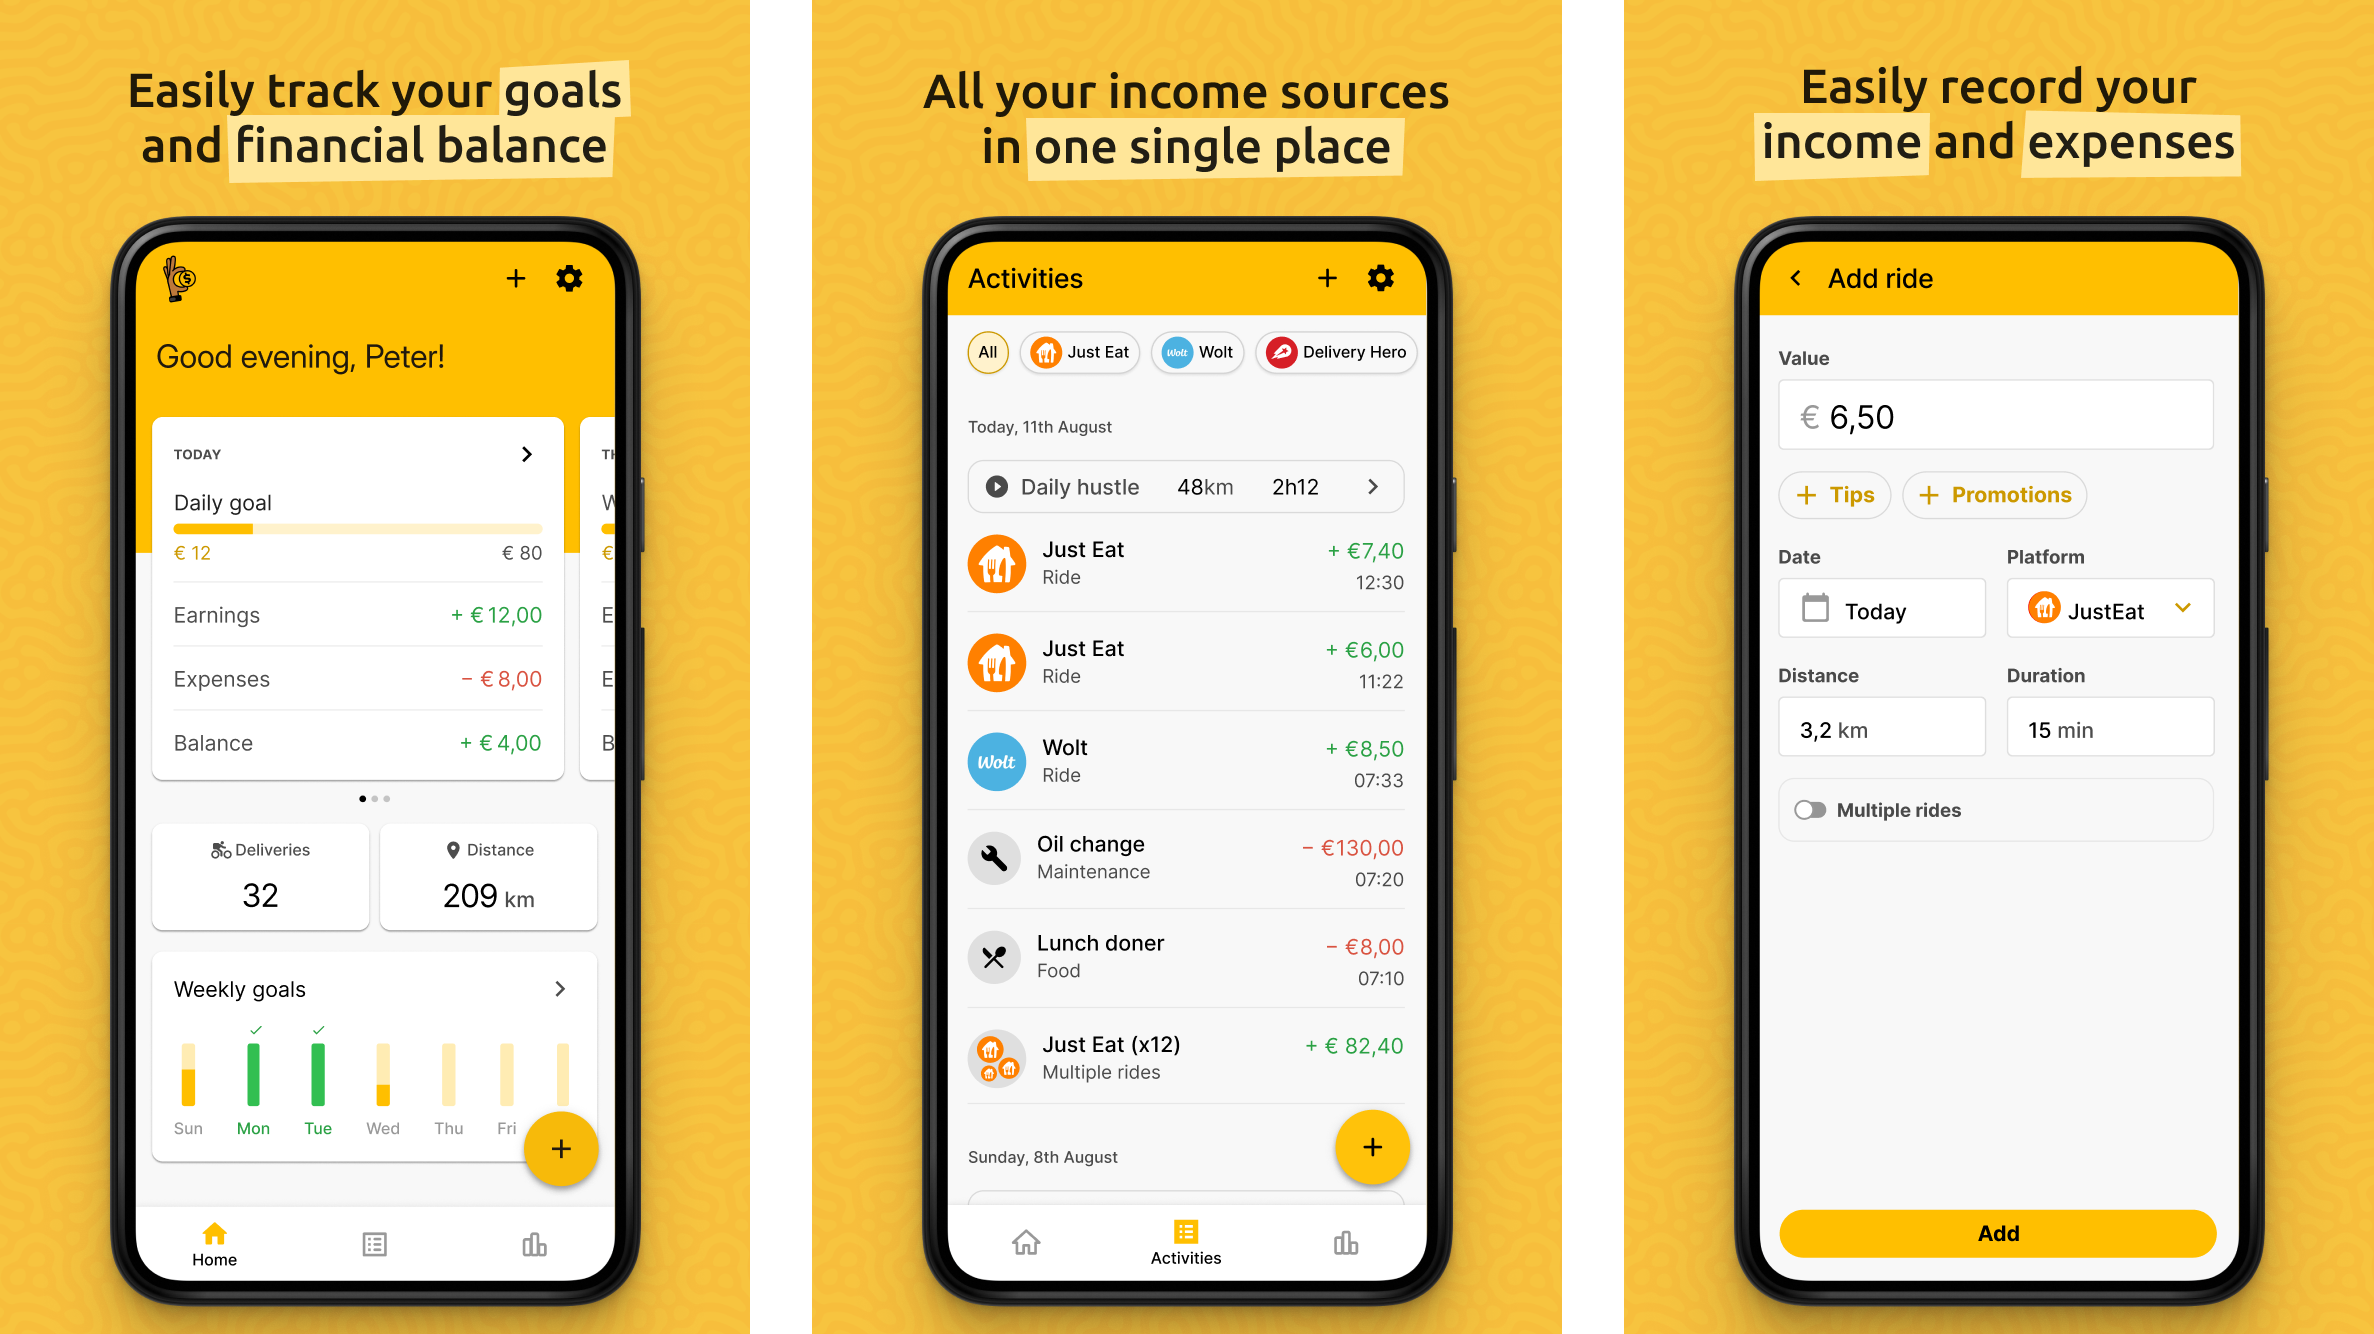 Easily track your goals
and financial balance
$
Good evening, Peter!
TODAY
Daily goal
€ 12
€ 80
Earnings
+ € 12,00
Expenses
− € 8,00
Balance
+ € 4,00
TH
W
€
E
E
B
Deliveries
32
Distance
209 km
Weekly goals
Sun
Mon
Tue
Wed
Thu
Fri
Home
All your income sources
in one single place
Activities
All
Just Eat
Wolt
Wolt
Delivery Hero
Today, 11th August
Daily hustle
48km
2h12
Just Eat
+ €7,40
Ride
12:30
Just Eat
+ €6,00
Ride
11:22
Wolt
Wolt
+ €8,50
Ride
07:33
Oil change
− €130,00
Maintenance
07:20
Lunch doner
− €8,00
Food
07:10
Just Eat (x12)
+ € 82,40
Multiple rides
Sunday, 8th August
Activities
Easily record your
income and expenses
Add ride
Value
€ 6,50
+ Tips
+ Promotions
Date
Platform
Today
JustEat
Distance
Duration
3,2 km
15 min
Multiple rides
Add